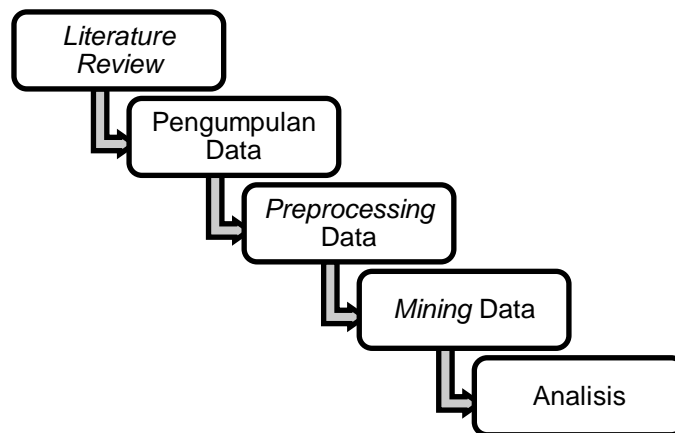 Literature
Review
Pengumpulan
Data
Preprocessing
Data
Mining Data
Analisis